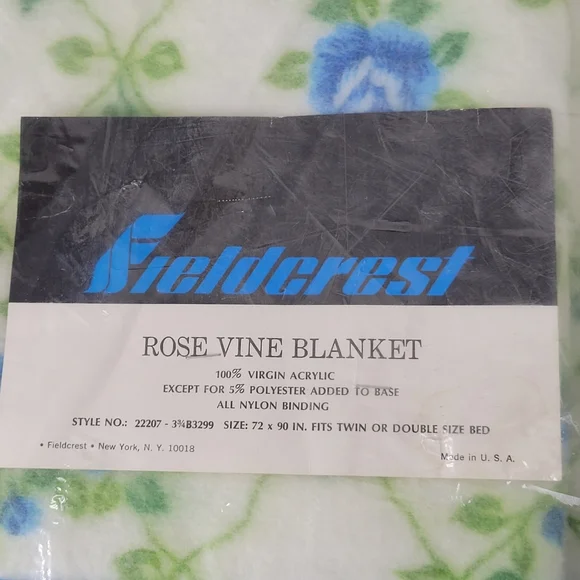 Fieldcrest
ROSE VINE BLANKET
100% VIRGIN ACRYLIC
EXCEPT FOR 5% POLYESTER ADDED TO BASE
ALL NYLON BINDING
STYLE NO.: 22207 - 3¾B3299 SIZE: 72 x 90 IN. FITS TWIN OR DOUBLE SIZE BED
• Fieldcrest • New York, N. Y. 10018
Made in U. S. A.